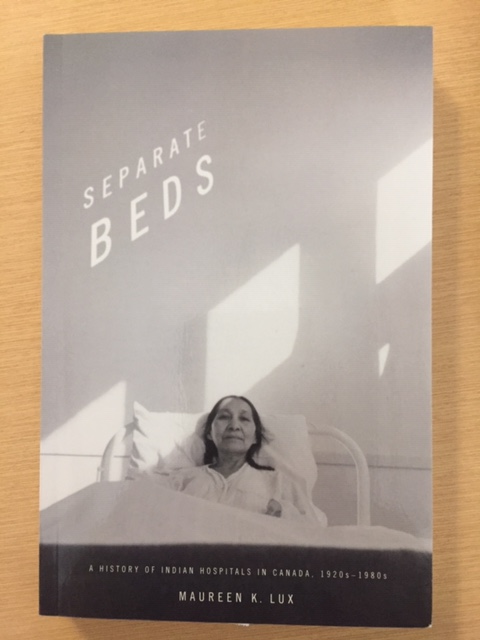 SEPARATE
BEDS
A HISTORY OF INDIAN HOSPITALS IN CANADA, 1920s–1980s
MAUREEN K. LUX